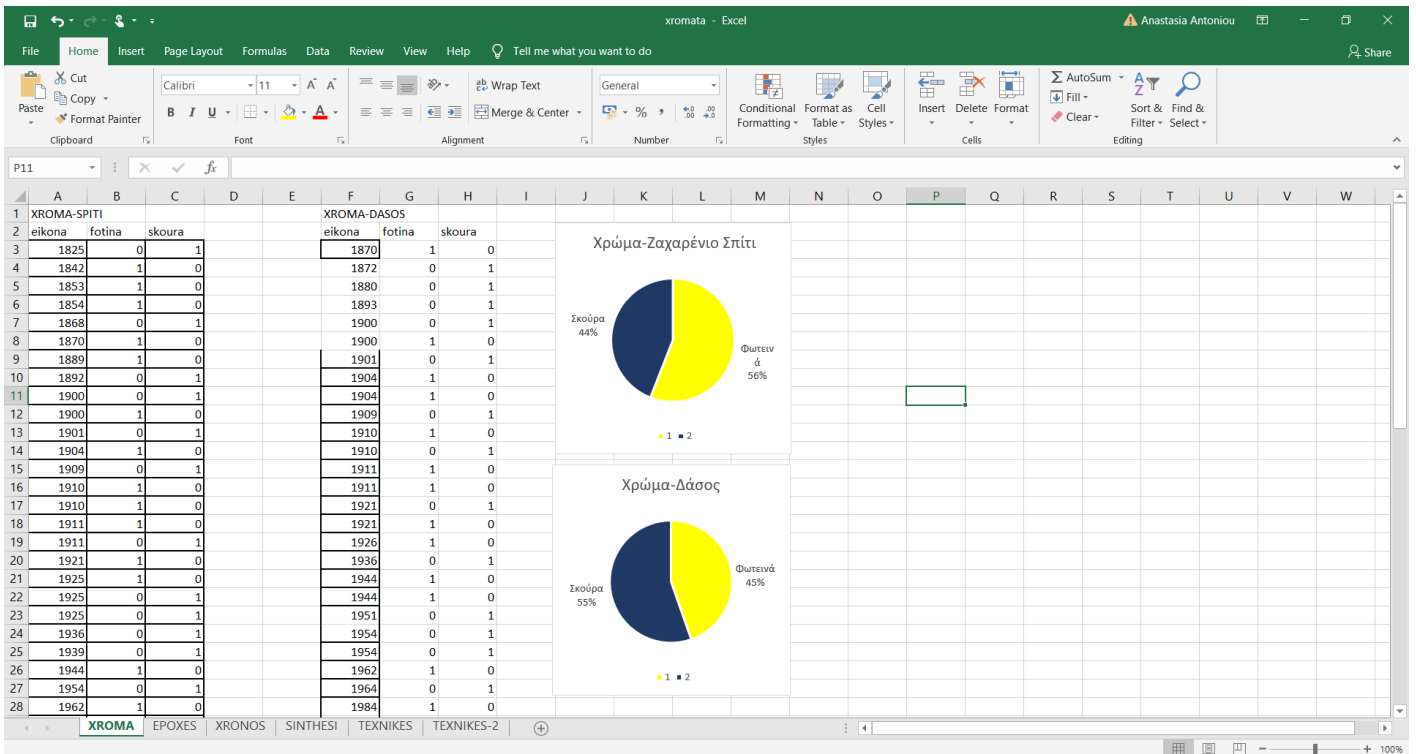 xromata - Excel
Anastasia Antoniou
File Home Insert Page Layout Formulas Data Review View Help Tell me what you want to do Share
Paste
Cut
Copy
Format Painter
Clipboard
Calibri 11
B I U
Font
Wrap Text
Merge & Center
Alignment
General
Number
Conditional Formatting
Format as Table
Cell Styles
Styles
Insert Delete Format
Cells
AutoSum
Fill
Clear
Sort & Filter
Find & Select
Editing
P11 fx
A B C D E F G H I J K L M N O P Q R S T U V W
1 XROMA-SPITI XROMA-DASOS
2 eikona fotina skoura eikona fotina skoura
3 1825 0 1 1870 1 0
4 1842 1 0 1872 0 1
5 1853 1 0 1880 0 1
6 1854 1 0 1893 0 1
7 1868 0 1 1900 0 1
8 1870 1 0 1900 1 0
9 1889 1 0 1901 0 1
10 1892 0 1 1904 1 0
11 1900 0 1 1904 1 0
12 1900 1 0 1909 0 1
13 1901 0 1 1910 1 0
14 1904 1 0 1910 0 1
15 1909 0 1 1911 1 0
16 1910 1 0 1911 1 0
17 1910 1 0 1921 0 1
18 1911 1 0 1921 1 0
19 1911 0 1 1926 1 0
20 1921 1 0 1936 0 1
21 1925 1 0 1944 1 0
22 1925 0 1 1944 1 0
23 1925 0 1 1951 0 1
24 1936 0 1 1954 0 1
25 1939 0 1 1954 0 1
26 1944 1 0 1962 1 0
27 1954 0 1 1964 0 1
28 1962 1 0 1984 1 0
Χρώμα-Ζαχαρένιο Σπίτι
Σκούρα
44%
Φωτειν
ά
56%
1 2
Χρώμα-Δάσος
Φωτεινά
45%
Σκούρα
55%
1 2
XROMA EPOXES XRONOS SINTHESI TEXNIKES TEXNIKES-2
100%